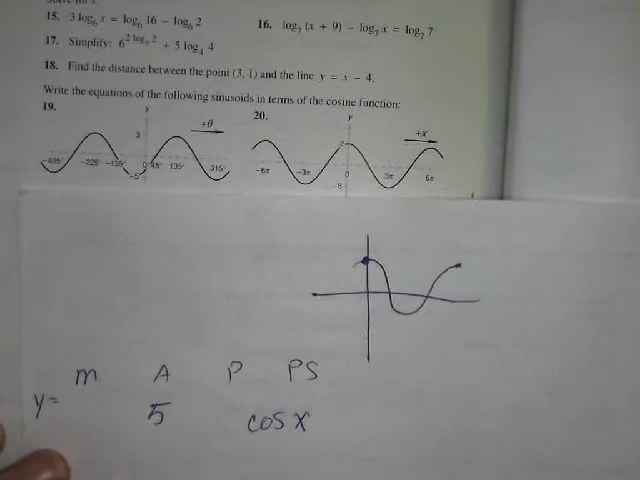 15. 3 log₆ x = log₆ 16 − log₆ 2
16. log₇ (x + 9) − log₇ x = log₇ 7
17. Simplify: 6^(2 log₆ 2) + 5 log₄ 4
18. Find the distance between the point (3, 1) and the line y = x − 4.
Write the equations of the following sinusoids in terms of the cosine function:
19. 20.
y +θ y +x
3 2
−405° −225° −135° 0 45° 135° 315° −6π −3π 0 3π 6π
−5 −8
m A P PS
y= 5 cos x